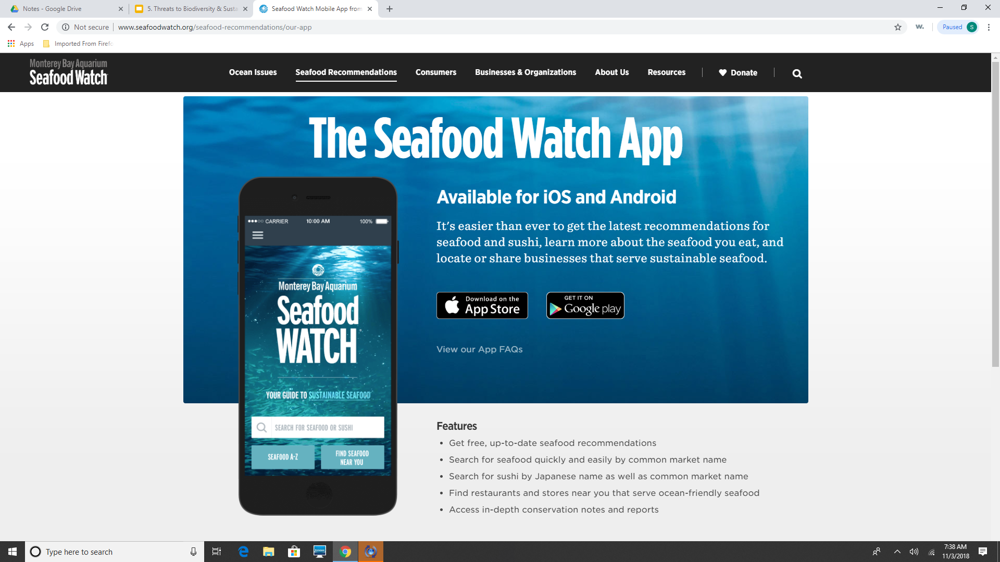 Notes - Google Drive
5. Threats to Biodiversity & Susta
Seafood Watch Mobile App from
Not secure
www.seafoodwatch.org/seafood-recommendations/our-app
W.
Paused
S
Apps
Imported From Firefo
Monterey Bay Aquarium
Seafood Watch
Ocean Issues
Seafood Recommendations
Consumers
Businesses & Organizations
About Us
Resources
Donate
The Seafood Watch App
CARRIER
10:00 AM
100%
Monterey Bay Aquarium
Seafood
WATCH
YOUR GUIDE TO SUSTAINABLE SEAFOOD
SEARCH FOR SEAFOOD OR SUSHI
SEAFOOD A-Z
FIND SEAFOOD
NEAR YOU
Available for iOS and Android
It's easier than ever to get the latest recommendations for
seafood and sushi, learn more about the seafood you eat, and
locate or share businesses that serve sustainable seafood.
Download on the
App Store
GET IT ON
Google play
View our App FAQs
Features
• Get free, up-to-date seafood recommendations
• Search for seafood quickly and easily by common market name
• Search for sushi by Japanese name as well as common market name
• Find restaurants and stores near you that serve ocean-friendly seafood
• Access in-depth conservation notes and reports
Type here to search
7:38 AM
11/3/2018